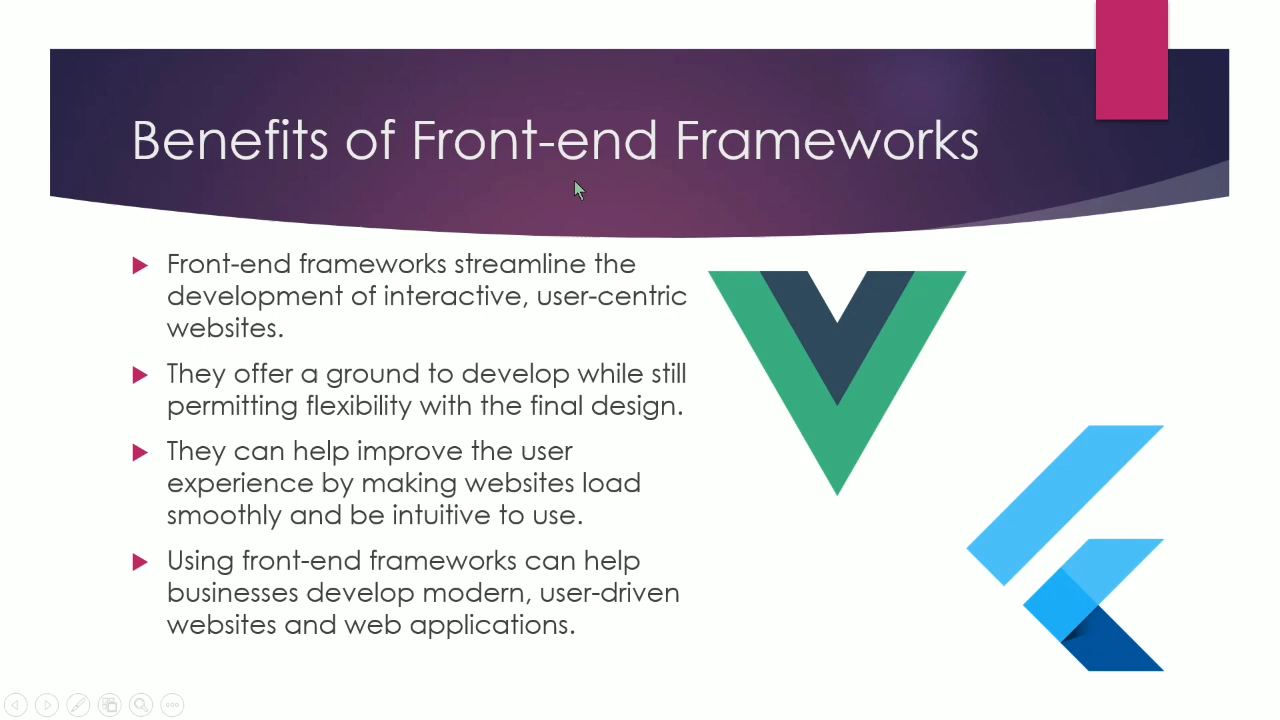 Benefits of Front-end Frameworks
Front-end frameworks streamline the
development of interactive, user-centric
websites.
They offer a ground to develop while still
permitting flexibility with the final design.
They can help improve the user
experience by making websites load
smoothly and be intuitive to use.
Using front-end frameworks can help
businesses develop modern, user-driven
websites and web applications.